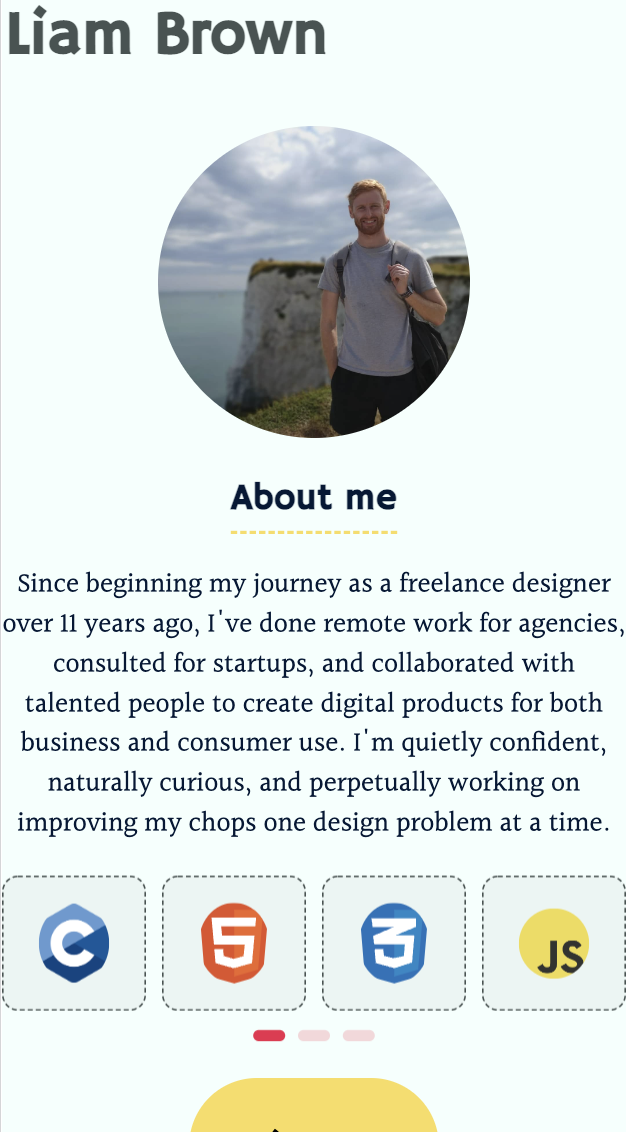 Liam Brown
About me
Since beginning my journey as a freelance designer
over 11 years ago, I've done remote work for agencies,
consulted for startups, and collaborated with
talented people to create digital products for both
business and consumer use. I'm quietly confident,
naturally curious, and perpetually working on
improving my chops one design problem at a time.
C 5 3 JS